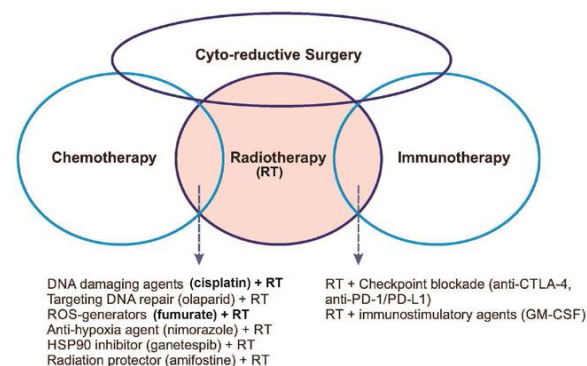 Cyto-reductive Surgery
Chemotherapy
Radiotherapy
(RT)
Immunotherapy
DNA damaging agents (cisplatin) + RT
Targeting DNA repair (olaparid) + RT
ROS-generators (fumurate) + RT
Anti-hypoxia agent (nimorazole) + RT
HSP90 inhibitor (ganetespib) + RT
Radiation protector (amifostine) + RT
RT + Checkpoint blockade (anti-CTLA-4,
anti-PD-1/PD-L1)
RT + immunostimulatory agents (GM-CSF)